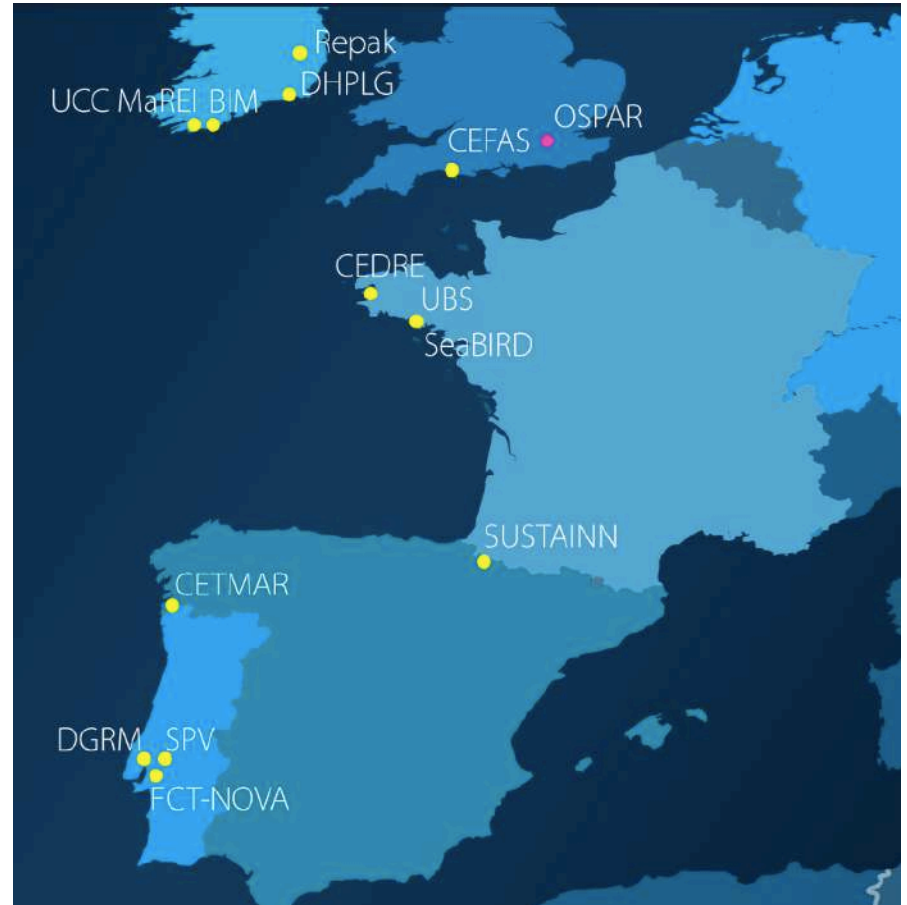 Repak
DHPLG
UCC MaREI BIM
OSPAR
CEFAS
CEDRE
UBS
SeaBIRD
SUSTAINN
CETMAR
DGRM SPV
FCT-NOVA